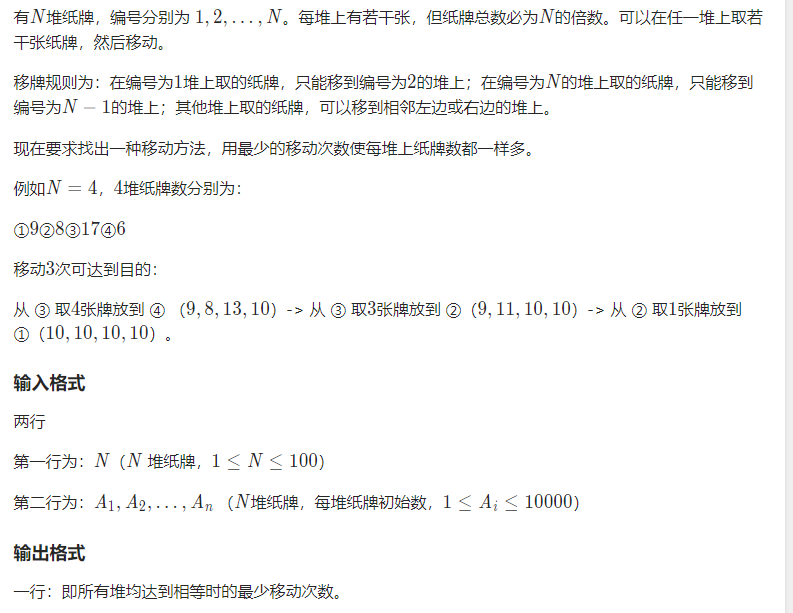 有N堆纸牌，编号分别为 1,2,…,N。每堆上有若干张，但纸牌总数必为N的倍数。可以在任一堆上取若
干张纸牌，然后移动。
移牌规则为：在编号为1堆上取的纸牌，只能移到编号为2的堆上；在编号为N的堆上取的纸牌，只能移到
编号为N − 1的堆上；其他堆上取的纸牌，可以移到相邻左边或右边的堆上。
现在要求找出一种移动方法，用最少的移动次数使每堆上纸牌数都一样多。
例如N = 4，4堆纸牌数分别为：
①9②8③17④6
移动3次可达到目的：
从 ③ 取4张牌放到 ④ （9,8,13,10）-> 从 ③ 取3张牌放到 ②（9,11,10,10）-> 从 ② 取1张牌放到
①（10,10,10,10）。
输入格式
两行
第一行为：N（N 堆纸牌，1 ≤ N ≤ 100）
第二行为：A₁,A₂,…,Aₙ （N堆纸牌，每堆纸牌初始数，1 ≤ Aᵢ ≤ 10000）
输出格式
一行：即所有堆均达到相等时的最少移动次数。